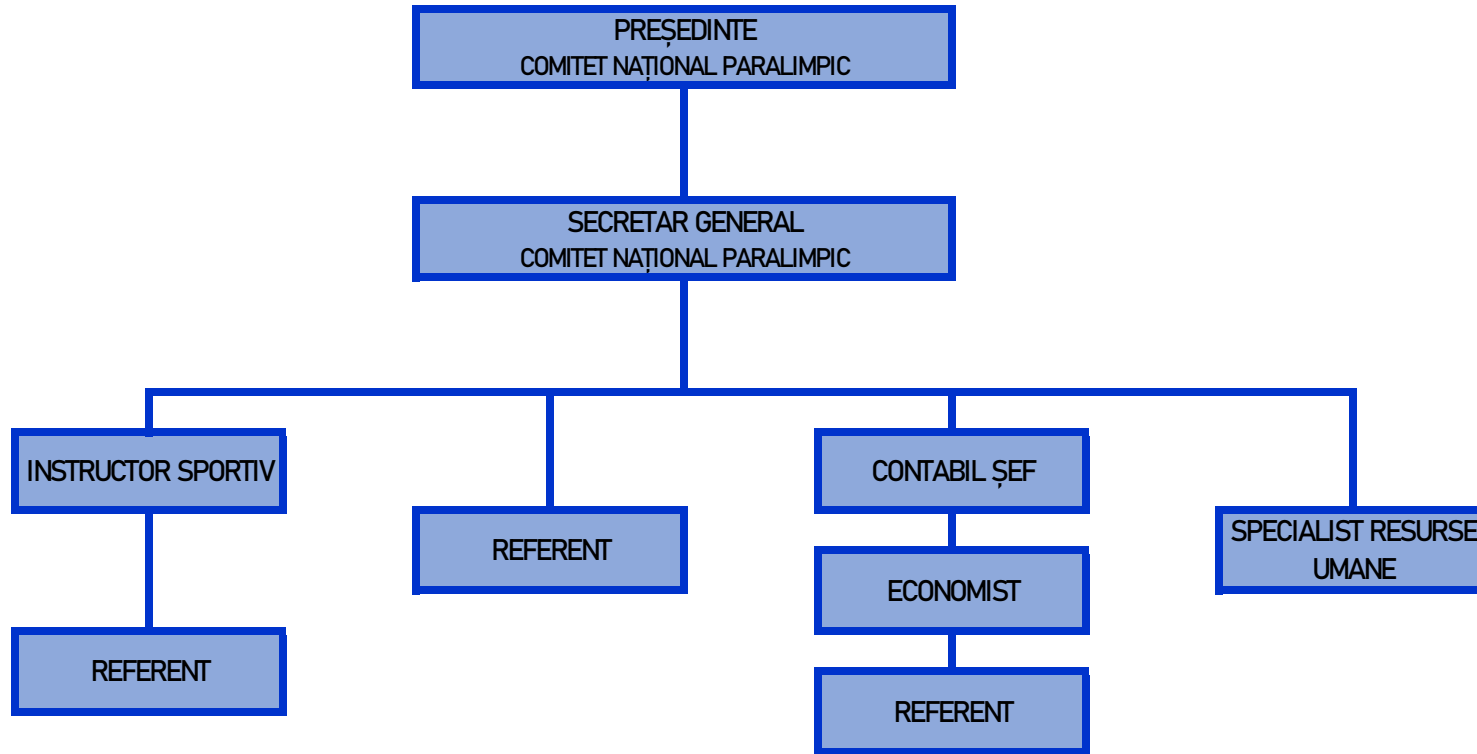 PREȘEDINTE
COMITET NAȚIONAL PARALIMPIC
SECRETAR GENERAL
COMITET NAȚIONAL PARALIMPIC
INSTRUCTOR SPORTIV
REFERENT
REFERENT
CONTABIL ȘEF
ECONOMIST
REFERENT
SPECIALIST RESURSE
UMANE